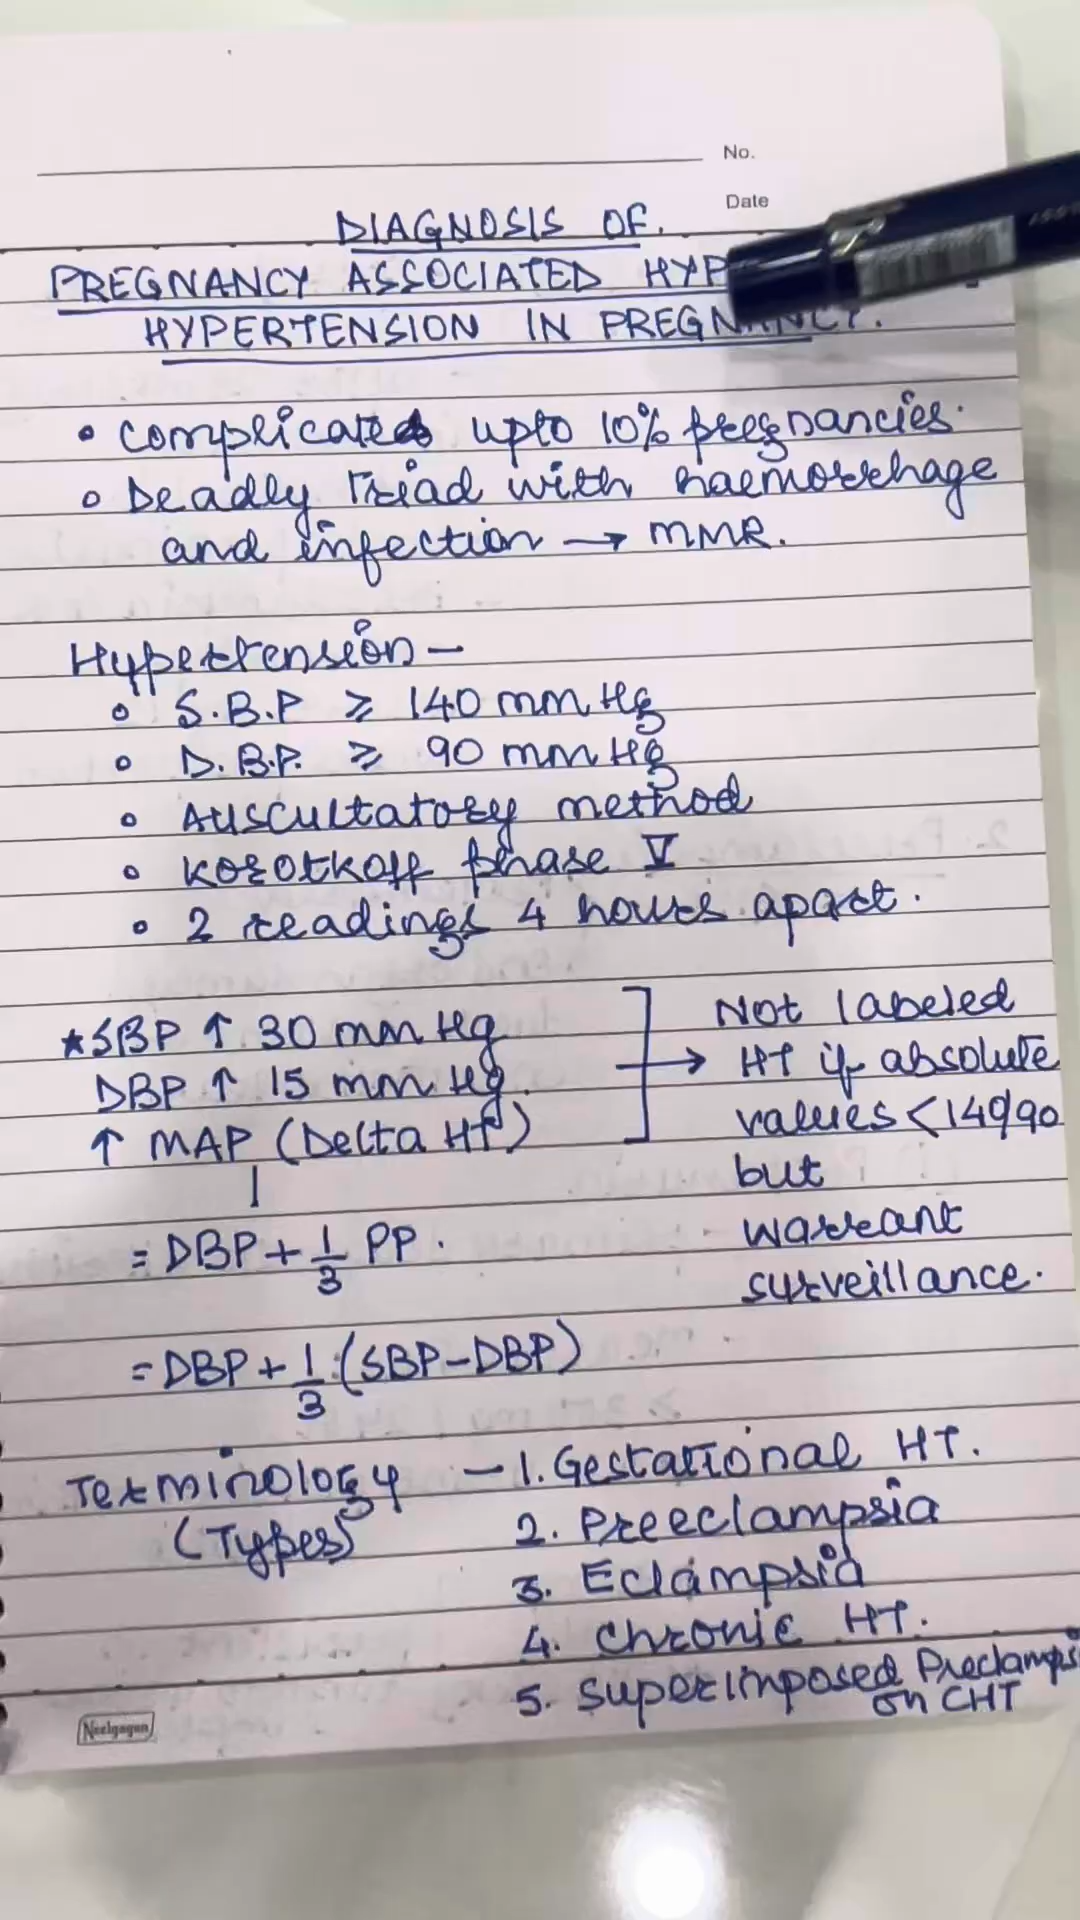 No.
Date
DIAGNOSIS OF.
PREGNANCY ASSOCIATED
HYPERTENSION IN PREGNANCY.
• Complicates upto 10% pregnancies.
• Deadly Triad with haemorrhage
and infection → MMR.
Hypertension –
• S.B.P ≥ 140 mm Hg
• D.B.P. ≥ 90 mm Hg
• Auscultatory method
• Korotkoff phase V
• 2 readings 4 hours apart.
*SBP ↑ 30 mm Hg
DBP ↑ 15 mm Hg.
↑ MAP (Delta HT)
= DBP + 1/3 PP.
= DBP + 1/3 (SBP - DBP)
Not labeled
HT if absolute
values < 140/90
but
warrant
surveillance.
Terminology – 1. Gestational HT.
(Types)
2. Preeclampsia
3. Eclampsia
4. Chronic HT.
5. Superimposed Preclampsi
on CHT
Neelgagan